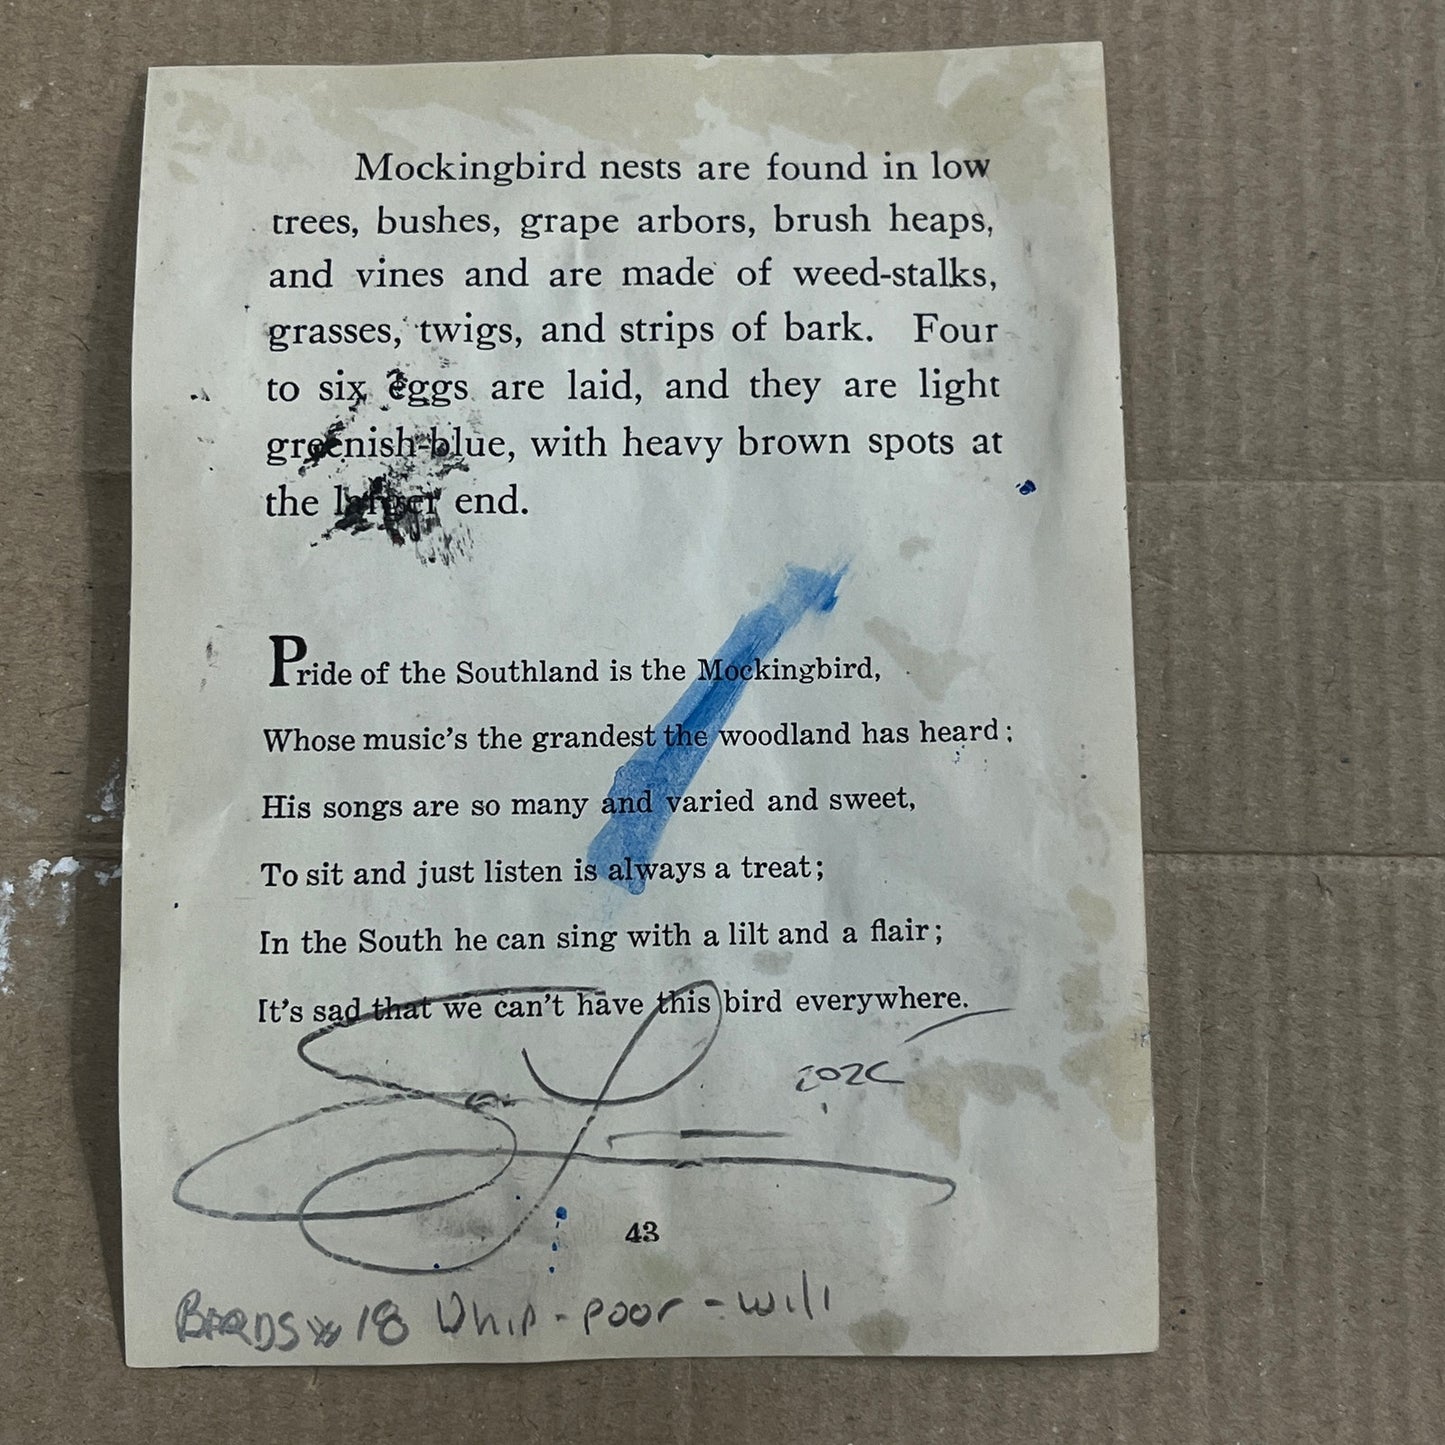 Mockingbird nests are found in low
trees, bushes, grape arbors, brush heaps,
and vines and are made of weed-stalks,
grasses, twigs, and strips of bark. Four
to six eggs are laid, and they are light
greenish-blue, with heavy brown spots at
the larger end.
Pride of the Southland is the Mockingbird,
Whose music's the grandest the woodland has heard;
His songs are so many and varied and sweet,
To sit and just listen is always a treat;
In the South he can sing with a lilt and a flair;
It's sad that we can't have this bird everywhere.
43
18 Whip-poor-will